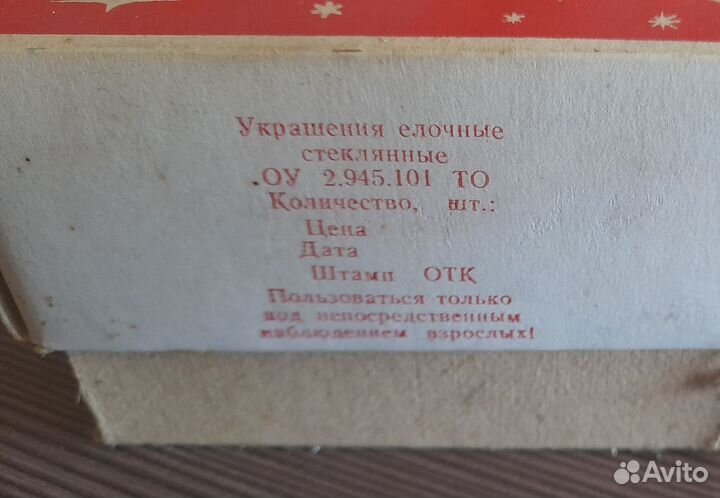 Украшения елочные
стеклянные
.ОУ 2.945.101 ТО
Количество, шт.:
Цена
Дата
Штамп ОТК
Пользоваться только
под непосредственным
наблюдением взрослых!
Avito